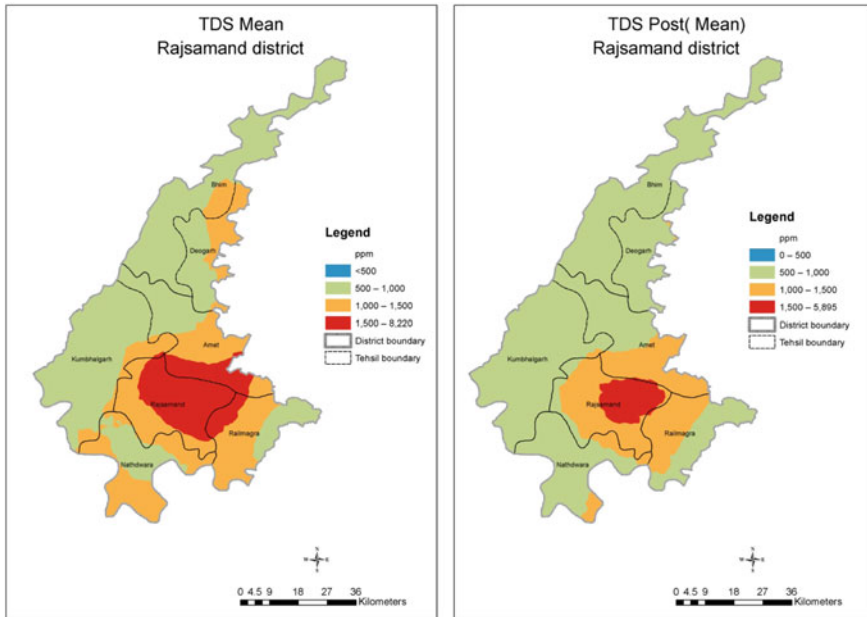 TDS Mean
Rajsamand district
Bhim
Deogarh
Kumbhalgarh
Amet
Rajsamand
Railmagra
Nathdwara
Legend
ppm
<500
500 – 1,000
1,000 – 1,500
1,500 – 8,220
District boundary
Tehsil boundary
N
W E
S
0 4.5 9 18 27 36
Kilometers
TDS Post( Mean)
Rajsamand district
Bhim
Deogarh
Kumbhalgarh
Amet
Rajsamand
Railmagra
Nathdwara
Legend
ppm
0 – 500
500 – 1,000
1,000 – 1,500
1,500 – 5,895
District boundary
Tehsil boundary
N
W E
S
0 4.5 9 18 27 36
Kilometers